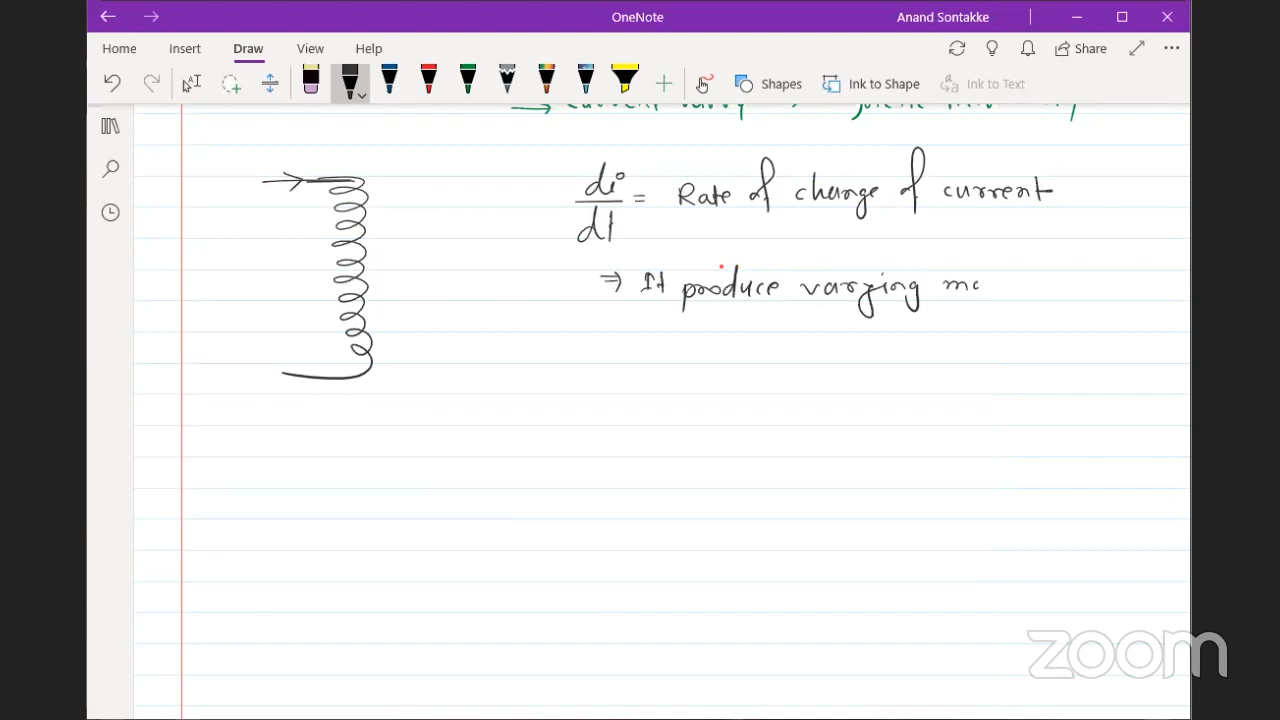 OneNote
Anand Sontakke
Home Insert Draw View Help
Share
Shapes
Ink to Shape
Ink to Text
di/dt = Rate of change of current
⇒ It produce varying ma
zoom